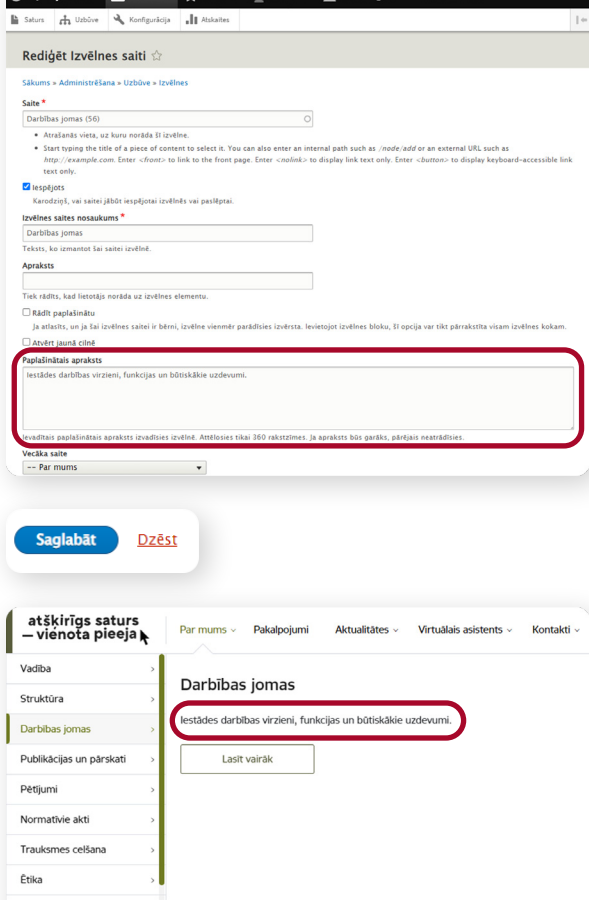 Saturs Uzbūve Konfigurācija Atskaites
Rediģēt Izvēlnes saiti
Sākums » Administrēšana » Uzbūve » Izvēlnes
Saite *
Darbības jomas (56)
Atrašanās vieta, uz kuru norāda šī izvēlne.
Start typing the title of a piece of content to select it. You can also enter an internal path such as /node/add or an external URL such as
http://example.com. Enter <front> to link to the front page. Enter <nolink> to display link text only. Enter <button> to display keyboard-accessible link
text only.
Iespējots
Karodziņš, vai saitei jābūt iespējotai izvēlnēs vai paslēptai.
Izvēlnes saites nosaukums *
Darbības jomas
Teksts, ko izmantot šai saitei izvēlnē.
Apraksts
Tiek rādīts, kad lietotājs norāda uz izvēlnes elementu.
Rādīt paplašinātu
Ja atlasīts, un ja šai izvēlnes saitei ir bērni, izvēlne vienmēr parādīsies izvērsta. Ievietojot izvēlnes bloku, šī opcija var tikt pārrakstīta visam izvēlnes kokam.
Atvērt jaunā cilnē
Paplašinātais apraksts
Iestādes darbības virzieni, funkcijas un būtiskākie uzdevumi.
Ievadītais paplašinātais apraksts izvadīsies izvēlnē. Attēlosies tikai 360 rakstzīmes. Ja apraksts būs garāks, pārējais neatrādīsies.
Vecāka saite
-- Par mums
Saglabāt Dzēst
atšķirīgs saturs
— vienota pieeja
Par mums Pakalpojumi Aktualitātes Virtuālais asistents Kontakti
Vadība
Struktūra
Darbības jomas
Publikācijas un pārskati
Pētījumi
Normatīvie akti
Trauksmes celšana
Ētika
Darbības jomas
Iestādes darbības virzieni, funkcijas un būtiskākie uzdevumi.
Lasīt vairāk